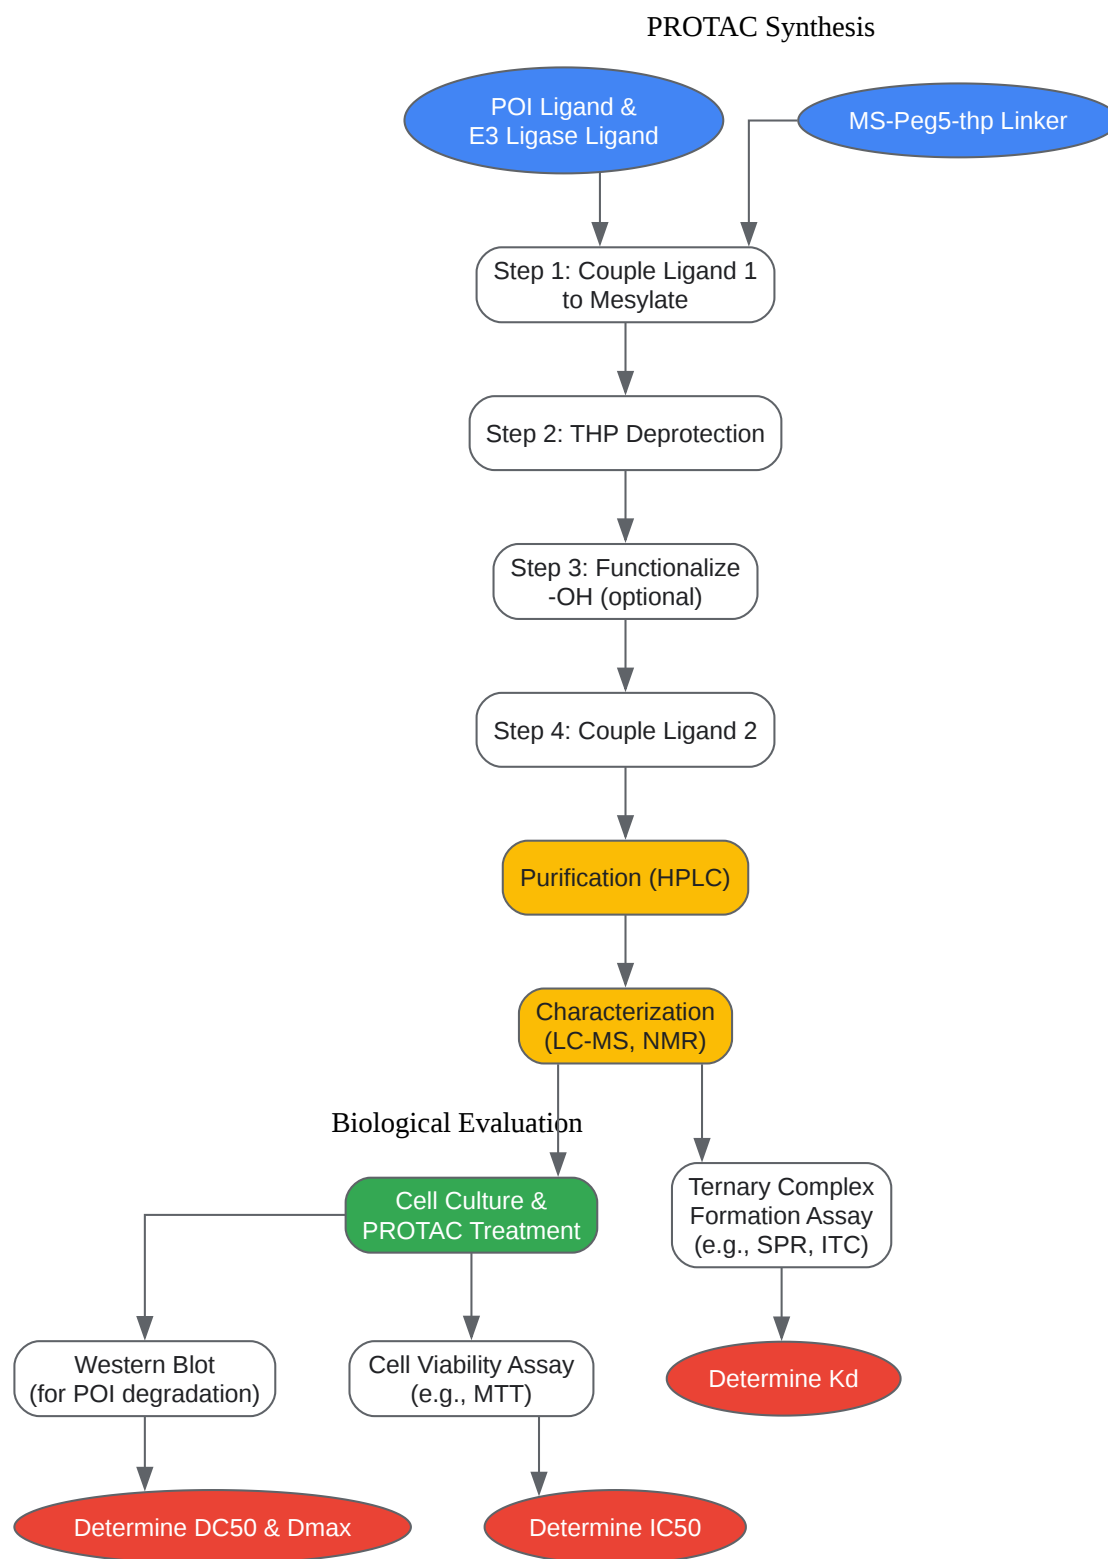 PROTAC Synthesis
POI Ligand &
E3 Ligase Ligand
MS-Peg5-thp Linker
Step 1: Couple Ligand 1
to Mesylate
Step 2: THP Deprotection
Step 3: Functionalize
-OH (optional)
Step 4: Couple Ligand 2
Purification (HPLC)
Characterization
(LC-MS, NMR)
Biological Evaluation
Cell Culture &
PROTAC Treatment
Ternary Complex
Formation Assay
(e.g., SPR, ITC)
Western Blot
(for POI degradation)
Cell Viability Assay
(e.g., MTT)
Determine Kd
Determine DC50 & Dmax
Determine IC50